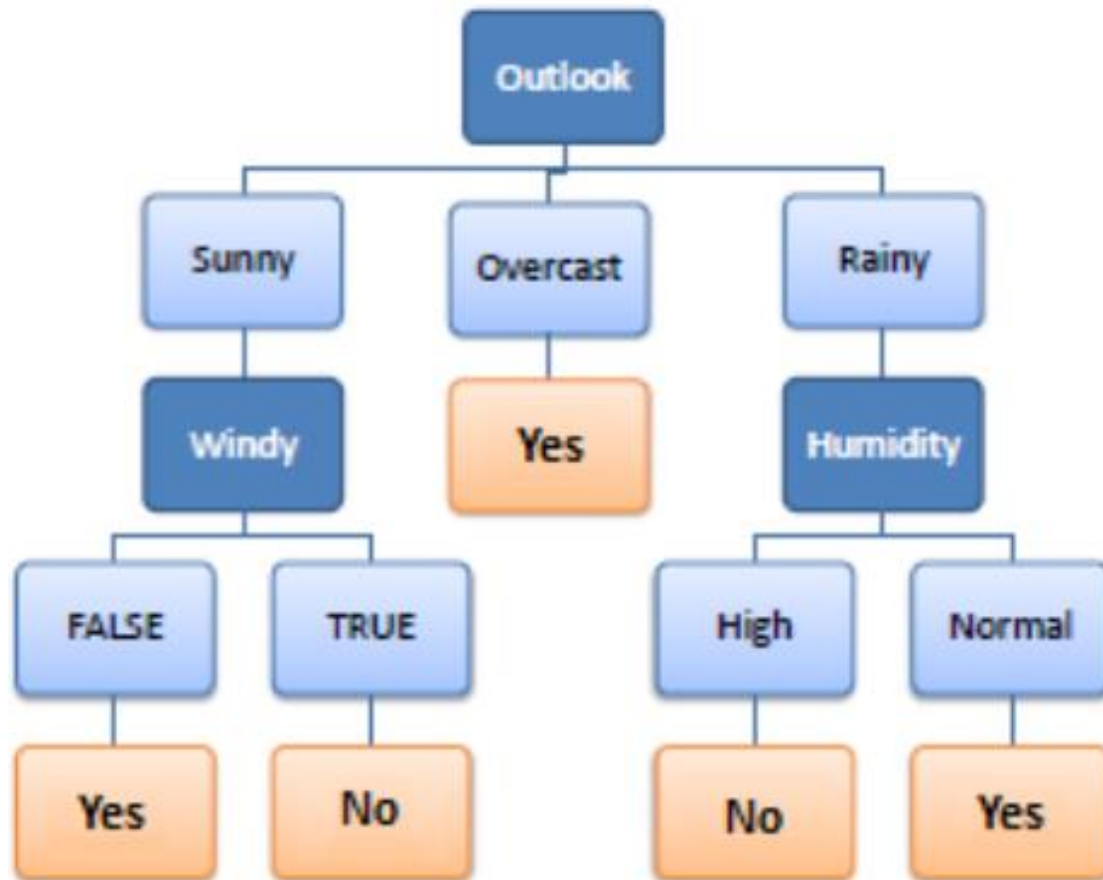 Outlook
Sunny
Overcast
Rainy
Windy
Yes
Humidity
FALSE
TRUE
High
Normal
Yes
No
No
Yes